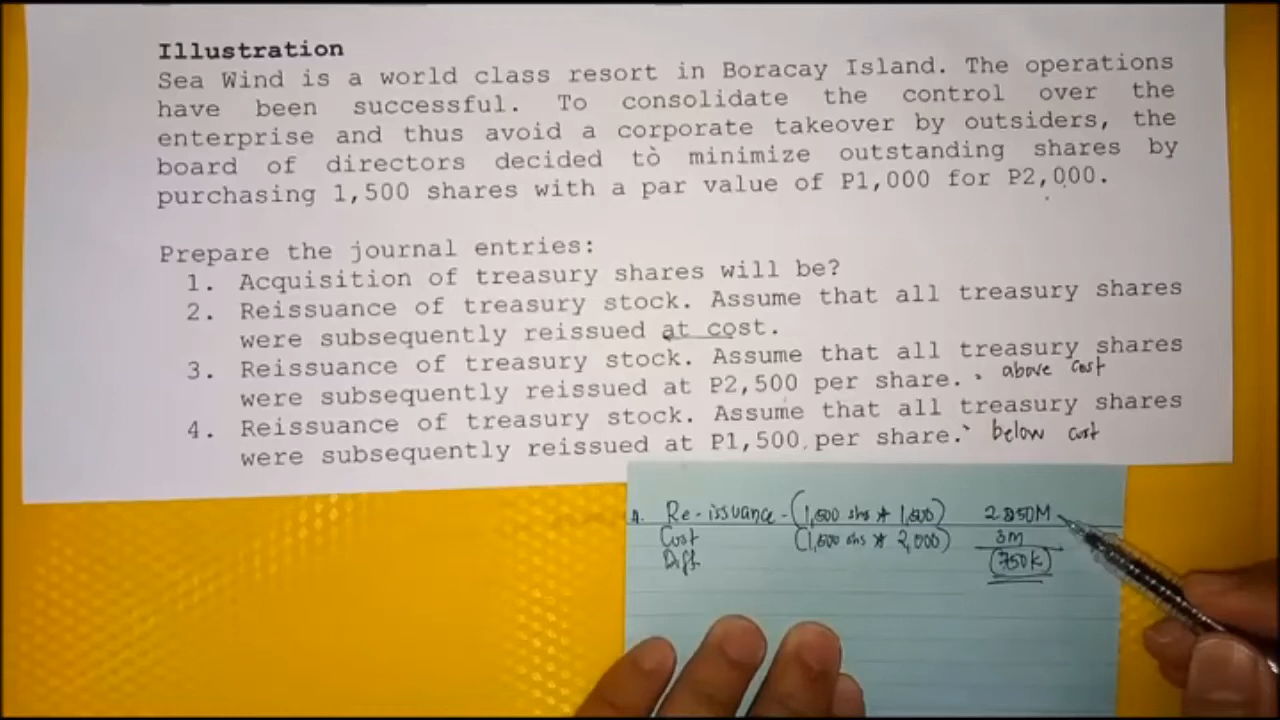 Illustration
Sea Wind is a world class resort in Boracay Island. The operations
have been successful. To consolidate the control over the
enterprise and thus avoid a corporate takeover by outsiders, the
board of directors decided to minimize outstanding shares by
purchasing 1,500 shares with a par value of P1,000 for P2,000.
Prepare the journal entries:
1. Acquisition of treasury shares will be?
2. Reissuance of treasury stock. Assume that all treasury shares
were subsequently reissued at cost.
3. Reissuance of treasury stock. Assume that all treasury shares
were subsequently reissued at P2,500 per share. above cost
4. Reissuance of treasury stock. Assume that all treasury shares
were subsequently reissued at P1,500 per share. below cost
4. Re-issuance - (1,500 shs * 1,500) 2.250M
Cost (1,500 shs * 2,000) 3M
Diff (750K)